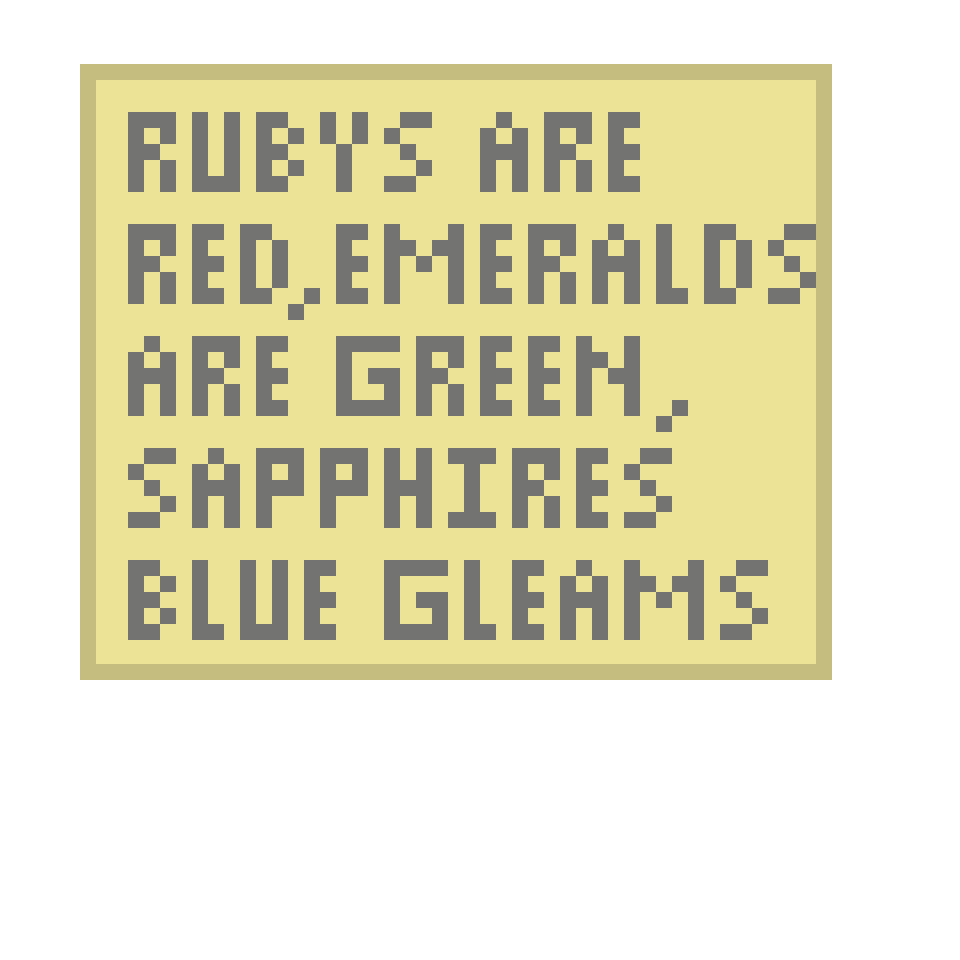 RUBYS ARE
RED,EMERALDS
ARE GREEN,
SAPPHIRES
BLUE GLEAMS